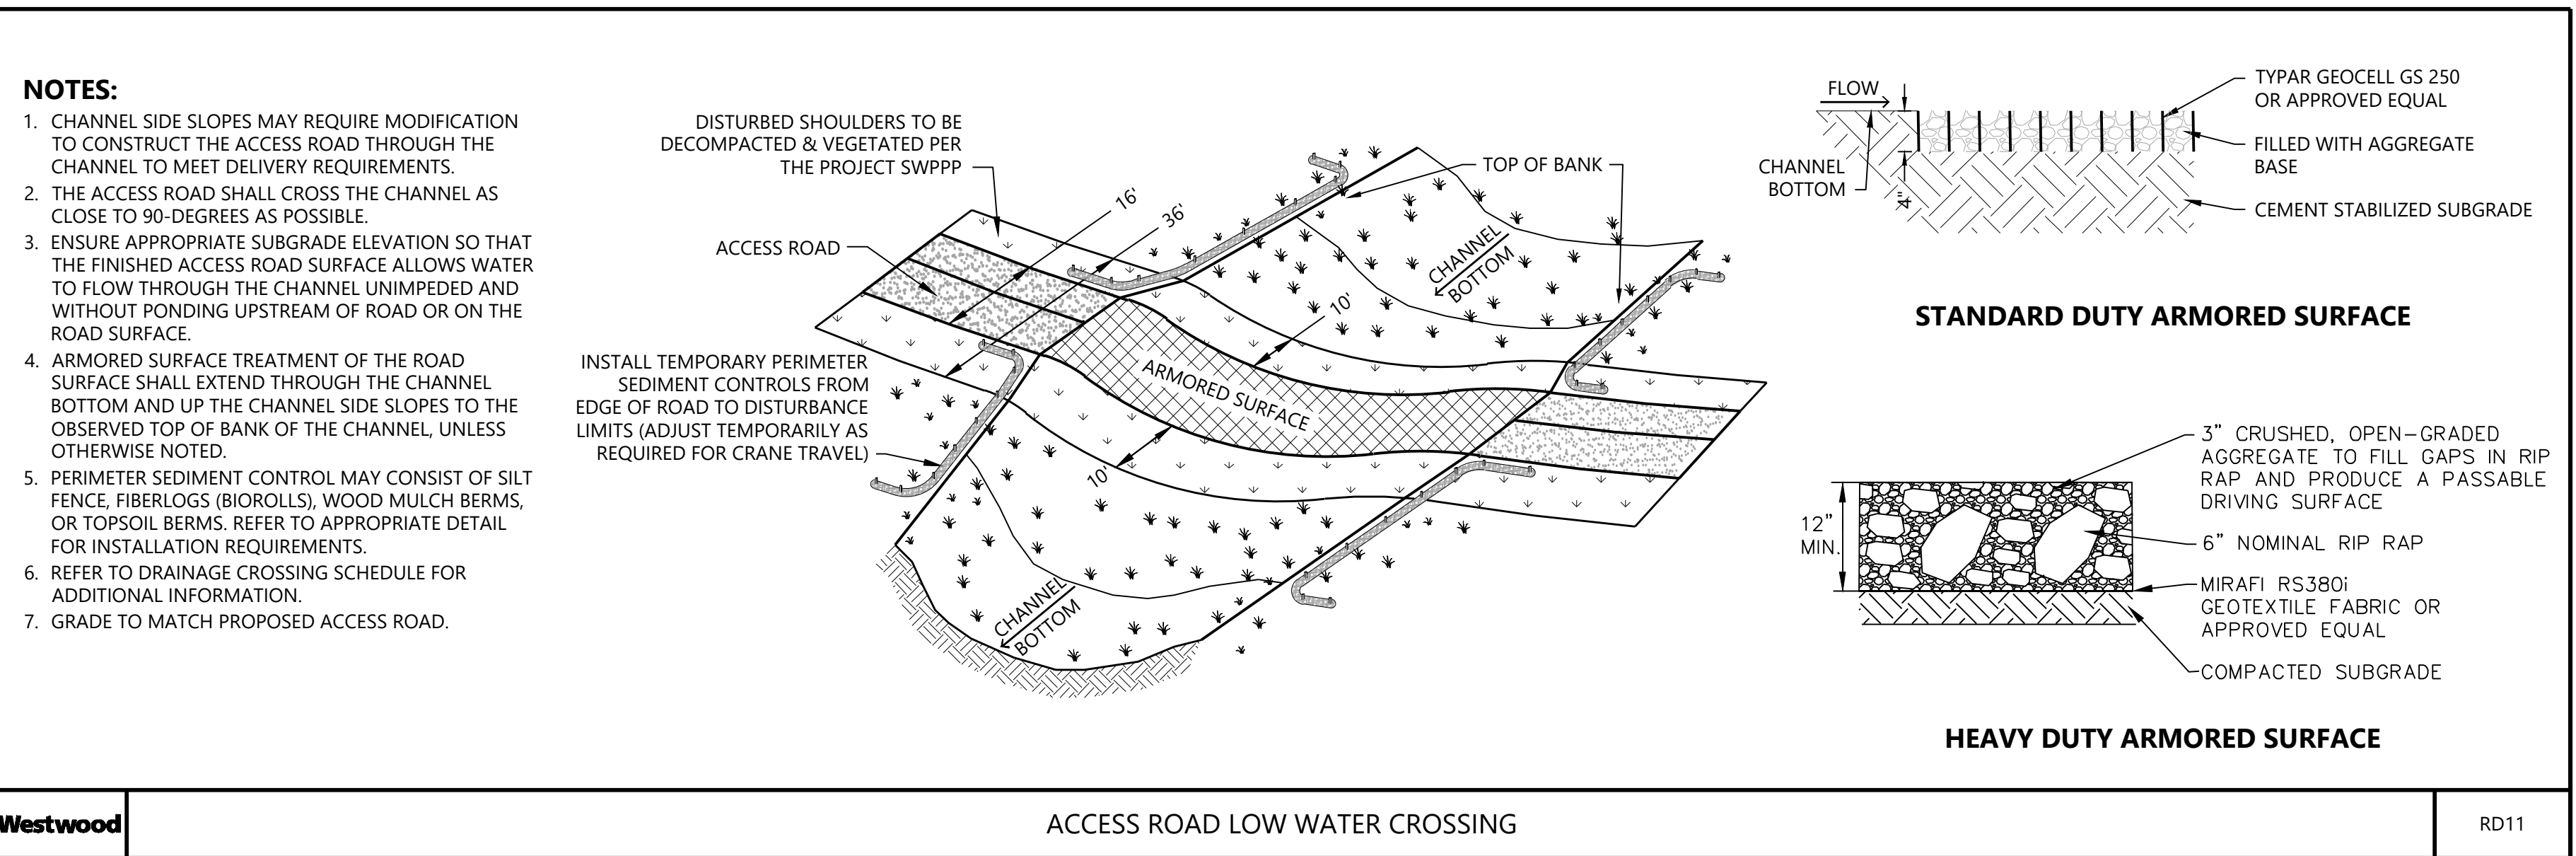 NOTES:
1. CHANNEL SIDE SLOPES MAY REQUIRE MODIFICATION
TO CONSTRUCT THE ACCESS ROAD THROUGH THE
CHANNEL TO MEET DELIVERY REQUIREMENTS.
2. THE ACCESS ROAD SHALL CROSS THE CHANNEL AS
CLOSE TO 90-DEGREES AS POSSIBLE.
3. ENSURE APPROPRIATE SUBGRADE ELEVATION SO THAT
THE FINISHED ACCESS ROAD SURFACE ALLOWS WATER
TO FLOW THROUGH THE CHANNEL UNIMPEDED AND
WITHOUT PONDING UPSTREAM OF ROAD OR ON THE
ROAD SURFACE.
4. ARMORED SURFACE TREATMENT OF THE ROAD
SURFACE SHALL EXTEND THROUGH THE CHANNEL
BOTTOM AND UP THE CHANNEL SIDE SLOPES TO THE
OBSERVED TOP OF BANK OF THE CHANNEL, UNLESS
OTHERWISE NOTED.
5. PERIMETER SEDIMENT CONTROL MAY CONSIST OF SILT
FENCE, FIBERLOGS (BIOROLLS), WOOD MULCH BERMS,
OR TOPSOIL BERMS. REFER TO APPROPRIATE DETAIL
FOR INSTALLATION REQUIREMENTS.
6. REFER TO DRAINAGE CROSSING SCHEDULE FOR
ADDITIONAL INFORMATION.
7. GRADE TO MATCH PROPOSED ACCESS ROAD.
DISTURBED SHOULDERS TO BE
DECOMPACTED & VEGETATED PER
THE PROJECT SWPPP
ACCESS ROAD
16'
36'
TOP OF BANK
CHANNEL
BOTTOM
10'
ARMORED SURFACE
10'
INSTALL TEMPORARY PERIMETER
SEDIMENT CONTROLS FROM
EDGE OF ROAD TO DISTURBANCE
LIMITS (ADJUST TEMPORARILY AS
REQUIRED FOR CRANE TRAVEL)
CHANNEL
BOTTOM
FLOW
CHANNEL
BOTTOM
4"
TYPAR GEOCELL GS 250
OR APPROVED EQUAL
FILLED WITH AGGREGATE
BASE
CEMENT STABILIZED SUBGRADE
STANDARD DUTY ARMORED SURFACE
12"
MIN.
3" CRUSHED, OPEN-GRADED
AGGREGATE TO FILL GAPS IN RIP
RAP AND PRODUCE A PASSABLE
DRIVING SURFACE
6" NOMINAL RIP RAP
MIRAFI RS380i
GEOTEXTILE FABRIC OR
APPROVED EQUAL
COMPACTED SUBGRADE
HEAVY DUTY ARMORED SURFACE
Westwood
ACCESS ROAD LOW WATER CROSSING
RD11